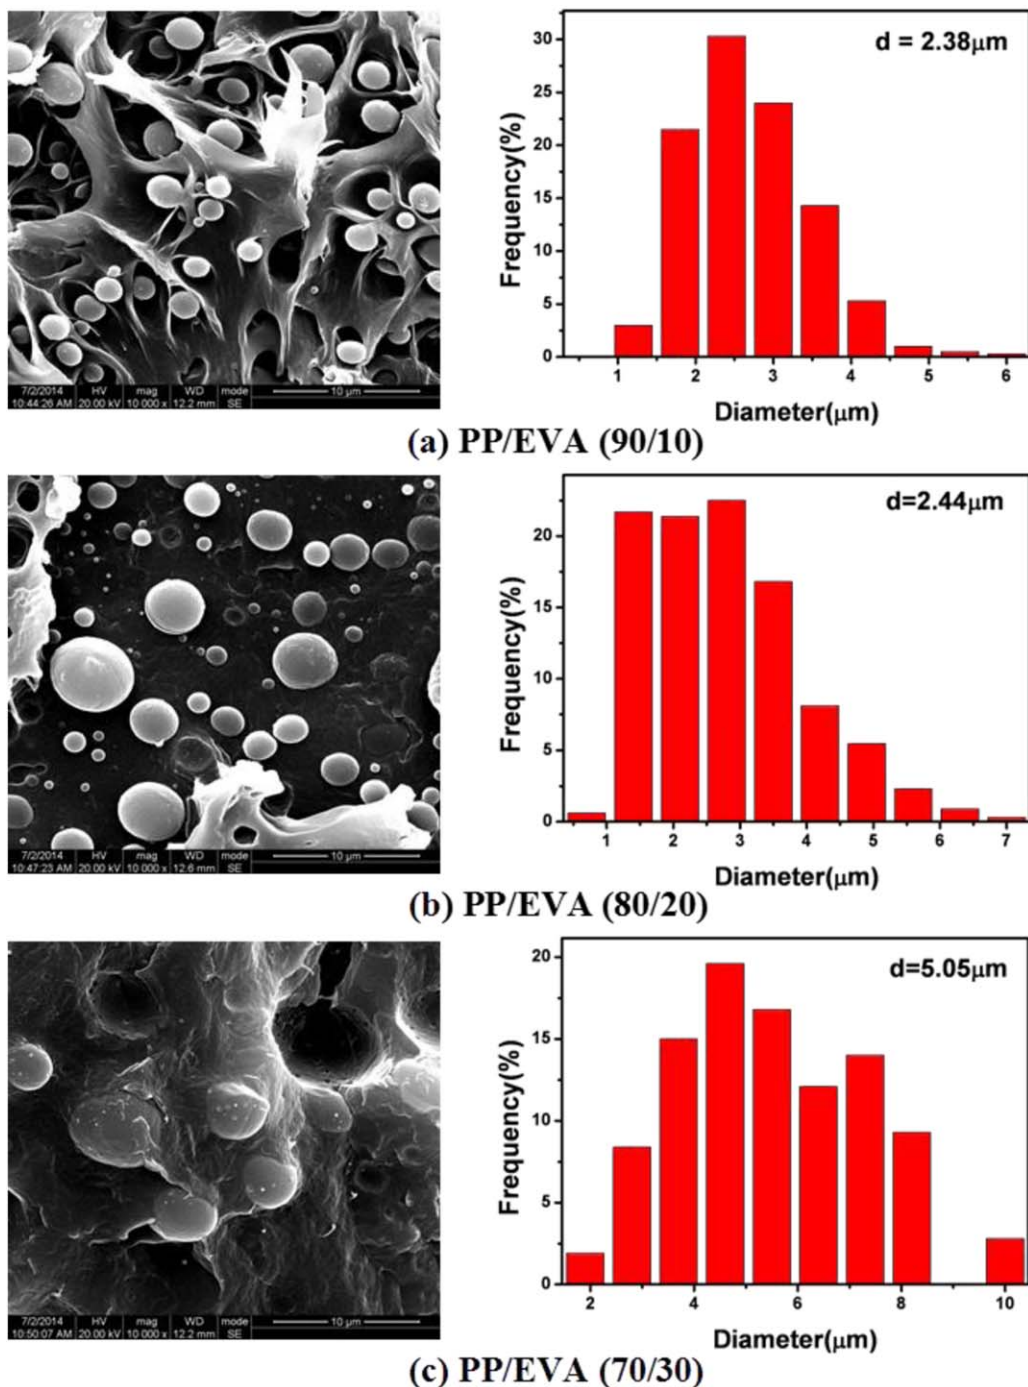 d = 2.38μm
Frequency(%)
30
25
20
15
10
5
0
1 2 3 4 5 6
Diameter(μm)
7/2/2014 HV mag WD mode
10:44:26 AM 20.00 kV 10 000 x 12.2 mm SE
10 μm
(a) PP/EVA (90/10)
d=2.44μm
Frequency(%)
20
15
10
5
0
1 2 3 4 5 6 7
Diameter(μm)
7/2/2014 HV mag WD mode
10:47:23 AM 20.00 kV 10 000 x 12.6 mm SE
10 μm
(b) PP/EVA (80/20)
d=5.05μm
Frequency(%)
20
15
10
5
0
2 4 6 8 10
Diameter(μm)
7/2/2014 HV mag WD mode
10:50:07 AM 20.00 kV 10 000 x 12.2 mm SE
10 μm
(c) PP/EVA (70/30)